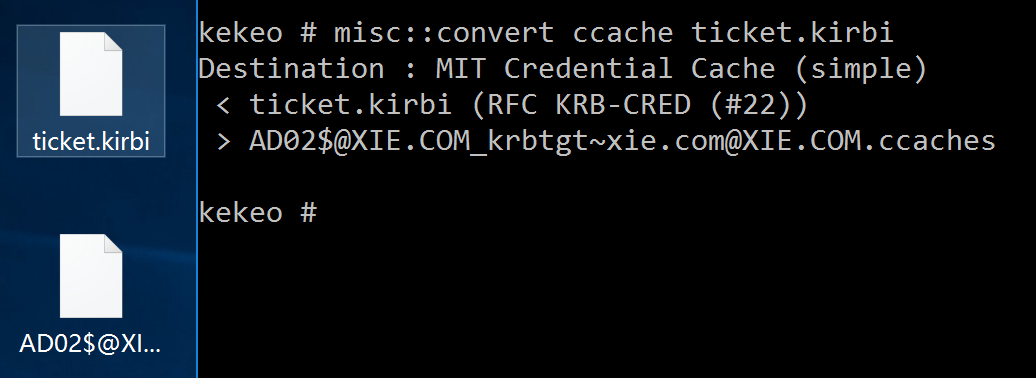 ticket.kirbi
AD02$@XI...
kekeo # misc::convert ccache ticket.kirbi
Destination : MIT Credential Cache (simple)
 < ticket.kirbi (RFC KRB-CRED (#22))
 > AD02$@XIE.COM_krbtgt~xie.com@XIE.COM.ccaches
kekeo #